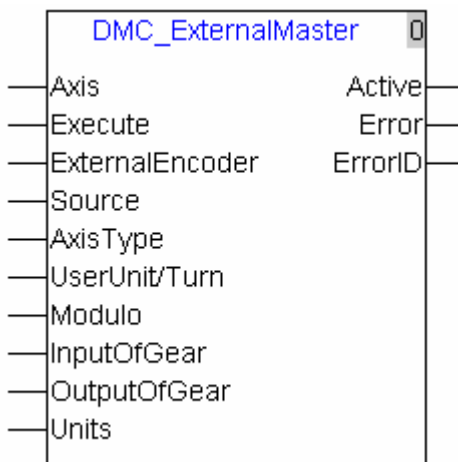 DMC_ExternalMaster 0
Axis Active
Execute Error
ExternalEncoder ErrorID
Source
AxisType
UserUnit/Turn
Modulo
InputOfGear
OutputOfGear
Units